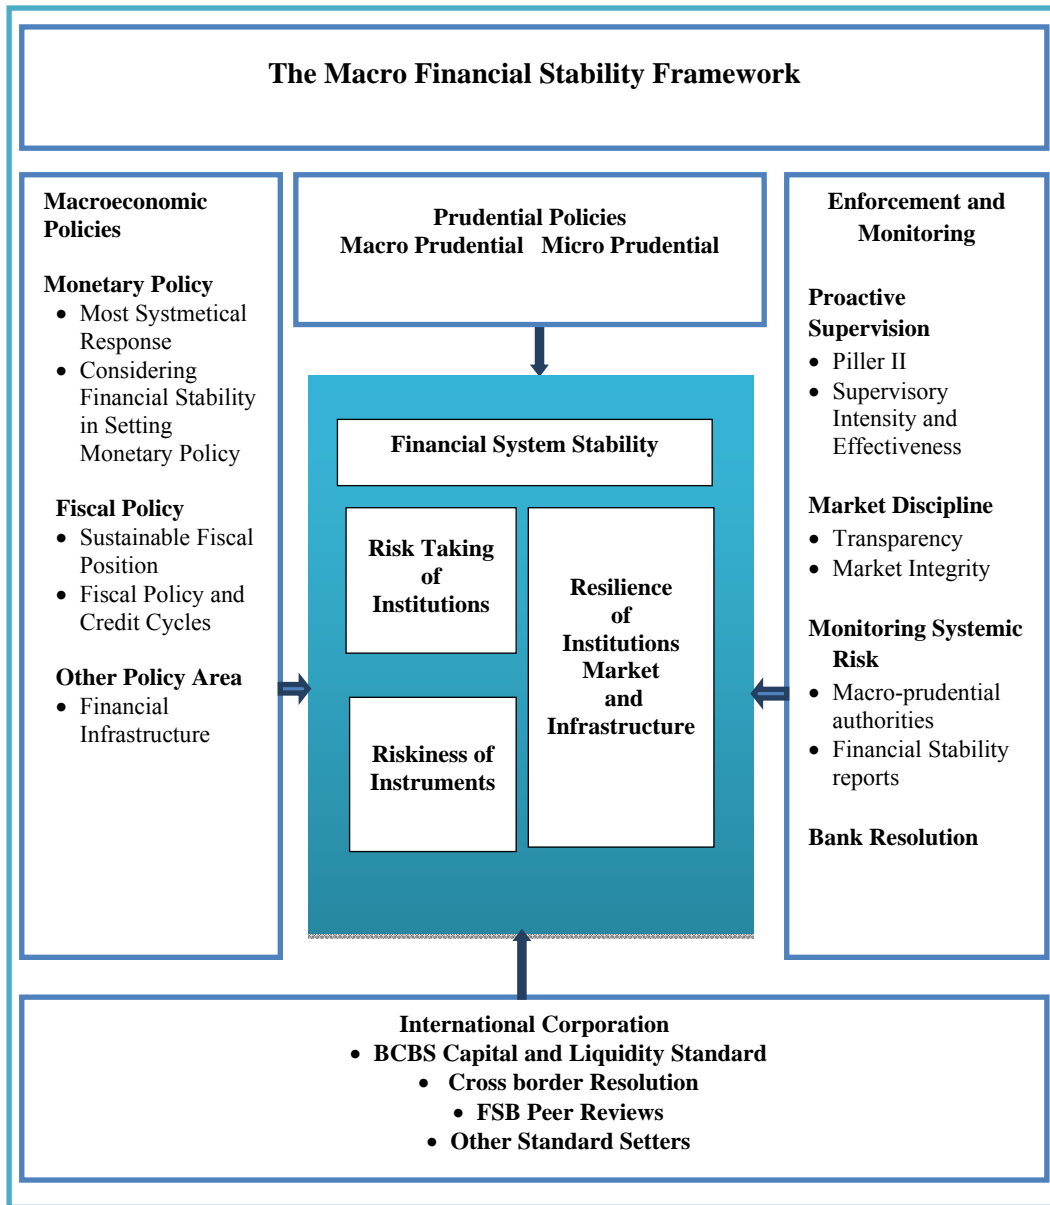 The Macro Financial Stability Framework
Macroeconomic
Policies
Monetary Policy
• Most Systmetical
Response
• Considering
Financial Stability
in Setting
Monetary Policy
Fiscal Policy
• Sustainable Fiscal
Position
• Fiscal Policy and
Credit Cycles
Other Policy Area
• Financial
Infrastructure
Prudential Policies
Macro Prudential Micro Prudential
Financial System Stability
Risk Taking
of
Institutions
Riskiness of
Instruments
Resilience
of
Institutions
Market
and
Infrastructure
Enforcement and
Monitoring
Proactive
Supervision
• Piller II
• Supervisory
Intensity and
Effectiveness
Market Discipline
• Transparency
• Market Integrity
Monitoring Systemic
Risk
• Macro-prudential
authorities
• Financial Stability
reports
Bank Resolution
International Corporation
• BCBS Capital and Liquidity Standard
• Cross border Resolution
• FSB Peer Reviews
• Other Standard Setters